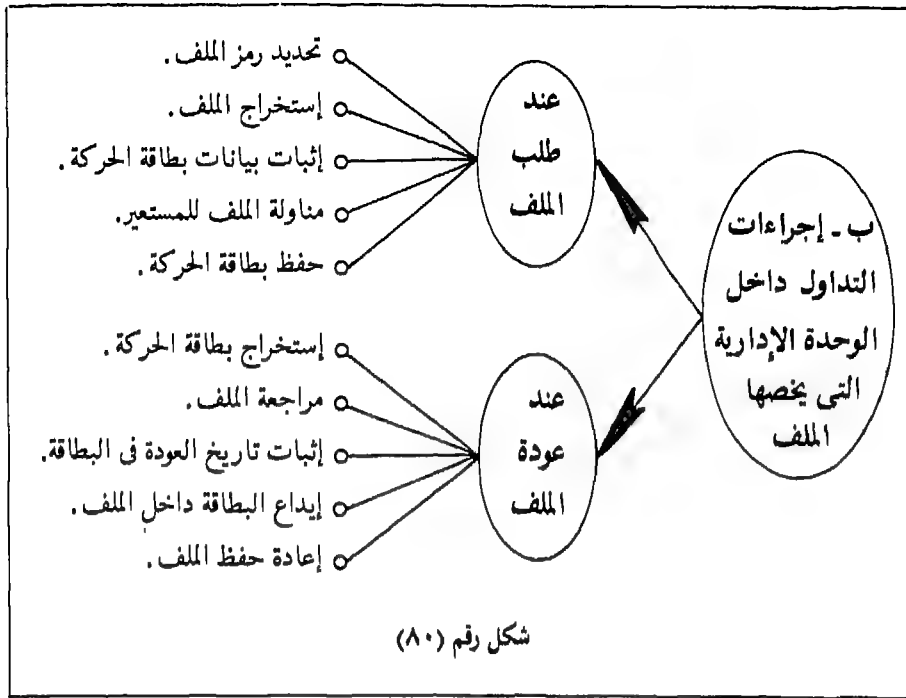 ب ـ إجراءات
التداول داخل
الوحدة الإدارية
التى يخصها
الملف
عند
طلب
الملف
تحديد رمز الملف.
إستخراج الملف.
إثبات بيانات بطاقة الحركة.
مناولة الملف للمستعير.
حفظ بطاقة الحركة.
عند
عودة
الملف
إستخراج بطاقة الحركة.
مراجعة الملف.
إثبات تاريخ العودة فى البطاقة.
إيداع البطاقة داخل الملف.
إعادة حفظ الملف.
شكل رقم (٨٠)